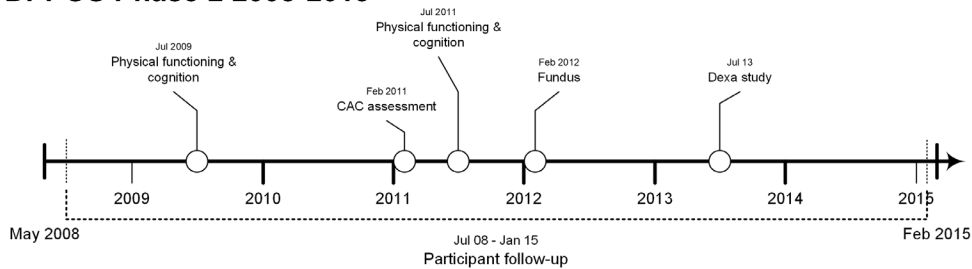 Jul 2011
Physical functioning &
cognition
Jul 2009
Physical functioning &
cognition
Feb 2011
CAC assessment
Feb 2012
Fundus
Jul 13
Dexa study
2009
2010
2011
2012
2013
2014
2015
May 2008
Feb 2015
Jul 08 - Jan 15
Participant follow-up